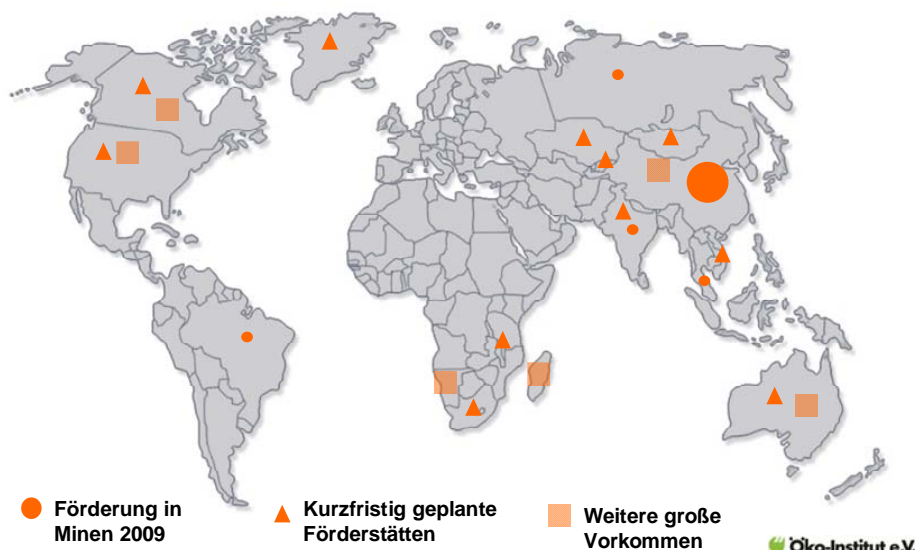 Förderung in
Minen 2009
Kurzfristig geplante
Förderstätten
Weitere große
Vorkommen
Öko-Institut e.V.